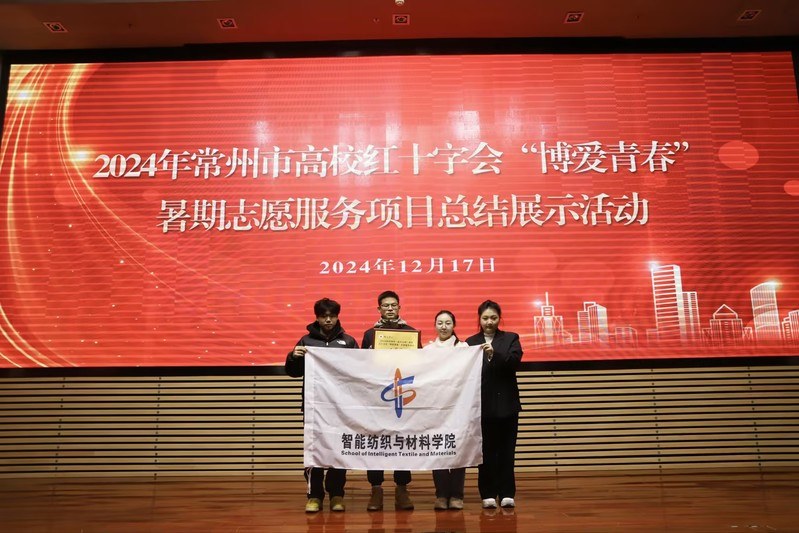 2024年常州市高校红十字会“博爱青春”
暑期志愿服务项目总结展示活动
2024年12月17日
智能纺织与材料学院
School of Intelligent Textile and Materials